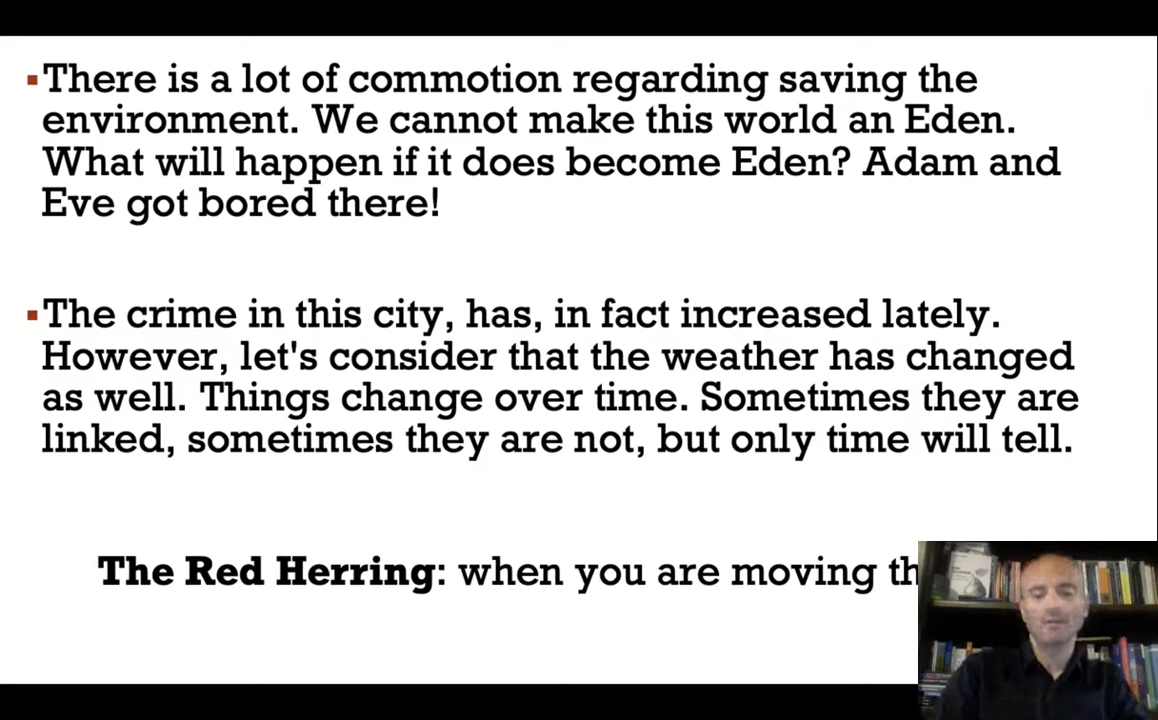 ▪There is a lot of commotion regarding saving the
environment. We cannot make this world an Eden.
What will happen if it does become Eden? Adam and
Eve got bored there!
▪The crime in this city, has, in fact increased lately.
However, let's consider that the weather has changed
as well. Things change over time. Sometimes they are
linked, sometimes they are not, but only time will tell.
The Red Herring: when you are moving